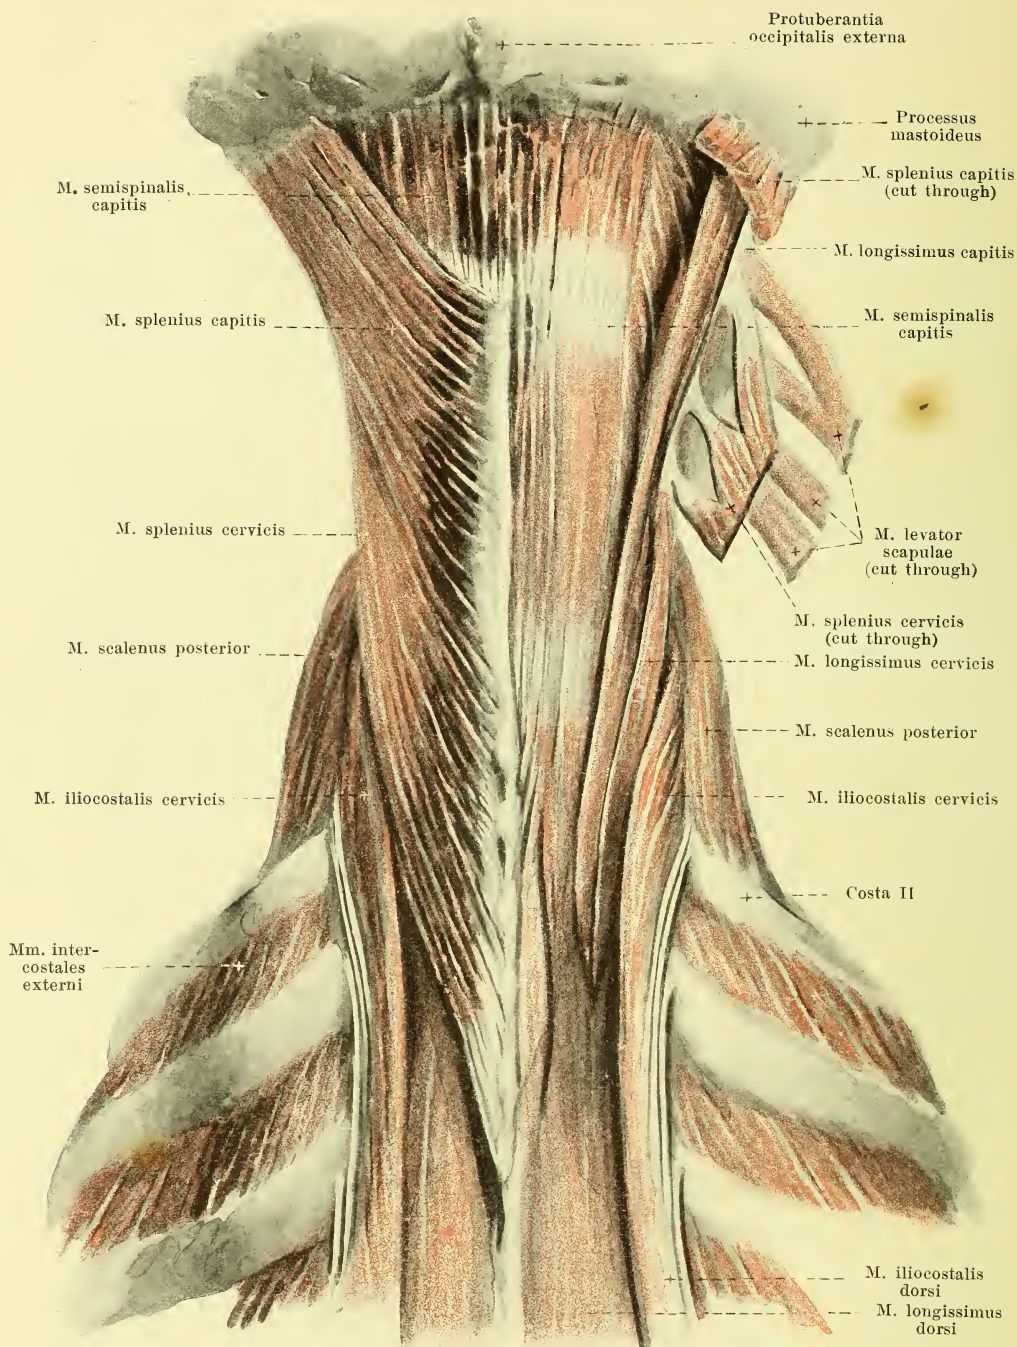 Protuberantia
occipitalis externa
Processus
mastoideus
M. splenius capitis
(cut through)
M. semispinalis
capitis
M. longissimus capitis
M. splenius capitis
M. semispinalis
capitis
M. splenius cervicis
M. levator
scapulae
(cut through)
M. splenius cervicis
(cut through)
M. scalenus posterior
M. longissimus cervicis
M. scalenus posterior
M. iliocostalis cervicis
M. iliocostalis cervicis
Costa II
Mm. inter-
costales
externi
M. iliocostalis
dorsi
M. longissimus
dorsi